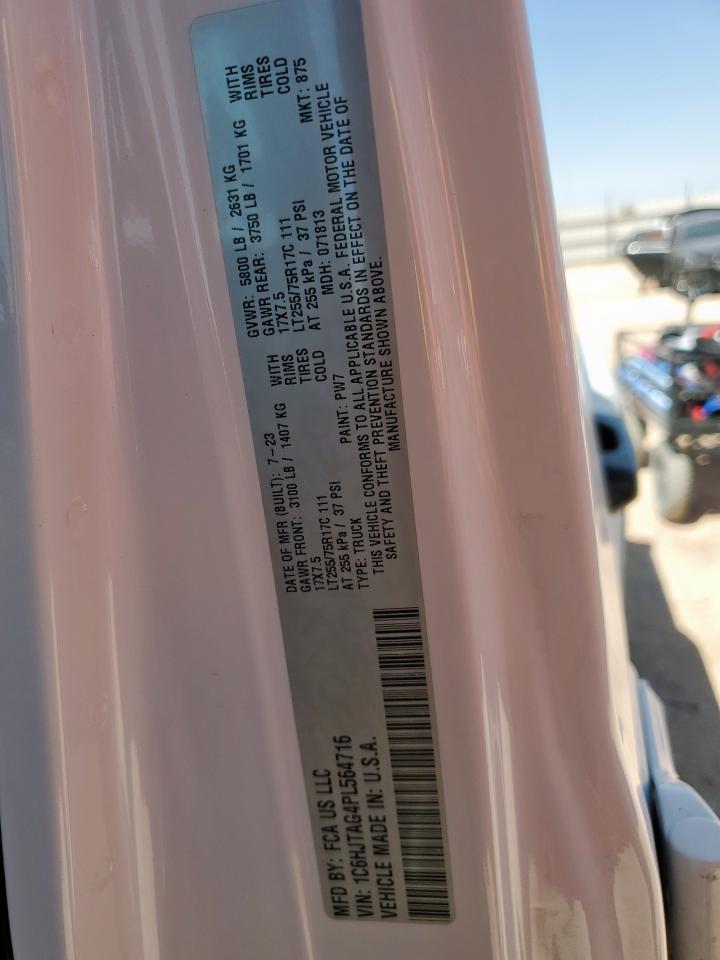 MFD BY: FCA US LLC
VIN: 1C6HJTAG4PL564716
VEHICLE MADE IN: U.S.A.
DATE OF MFR (BUILT): 7-23
GAWR FRONT: 3100 LB / 1407 KG WITH
17X7.5 RIMS
LT255/75R17C 111 TIRES
AT 255 kPa / 37 PSI COLD
GVWR: 5800 LB / 2631 KG
GAWR REAR: 3750 LB / 1701 KG WITH
17X7.5 RIMS
LT255/75R17C 111 TIRES
AT 255 kPa / 37 PSI COLD
TYPE: TRUCK PAINT: PW7 MDH: 071813 MKT: 875
THIS VEHICLE CONFORMS TO ALL APPLICABLE U.S.A. FEDERAL MOTOR VEHICLE
SAFETY AND THEFT PREVENTION STANDARDS IN EFFECT ON THE DATE OF
MANUFACTURE SHOWN ABOVE.